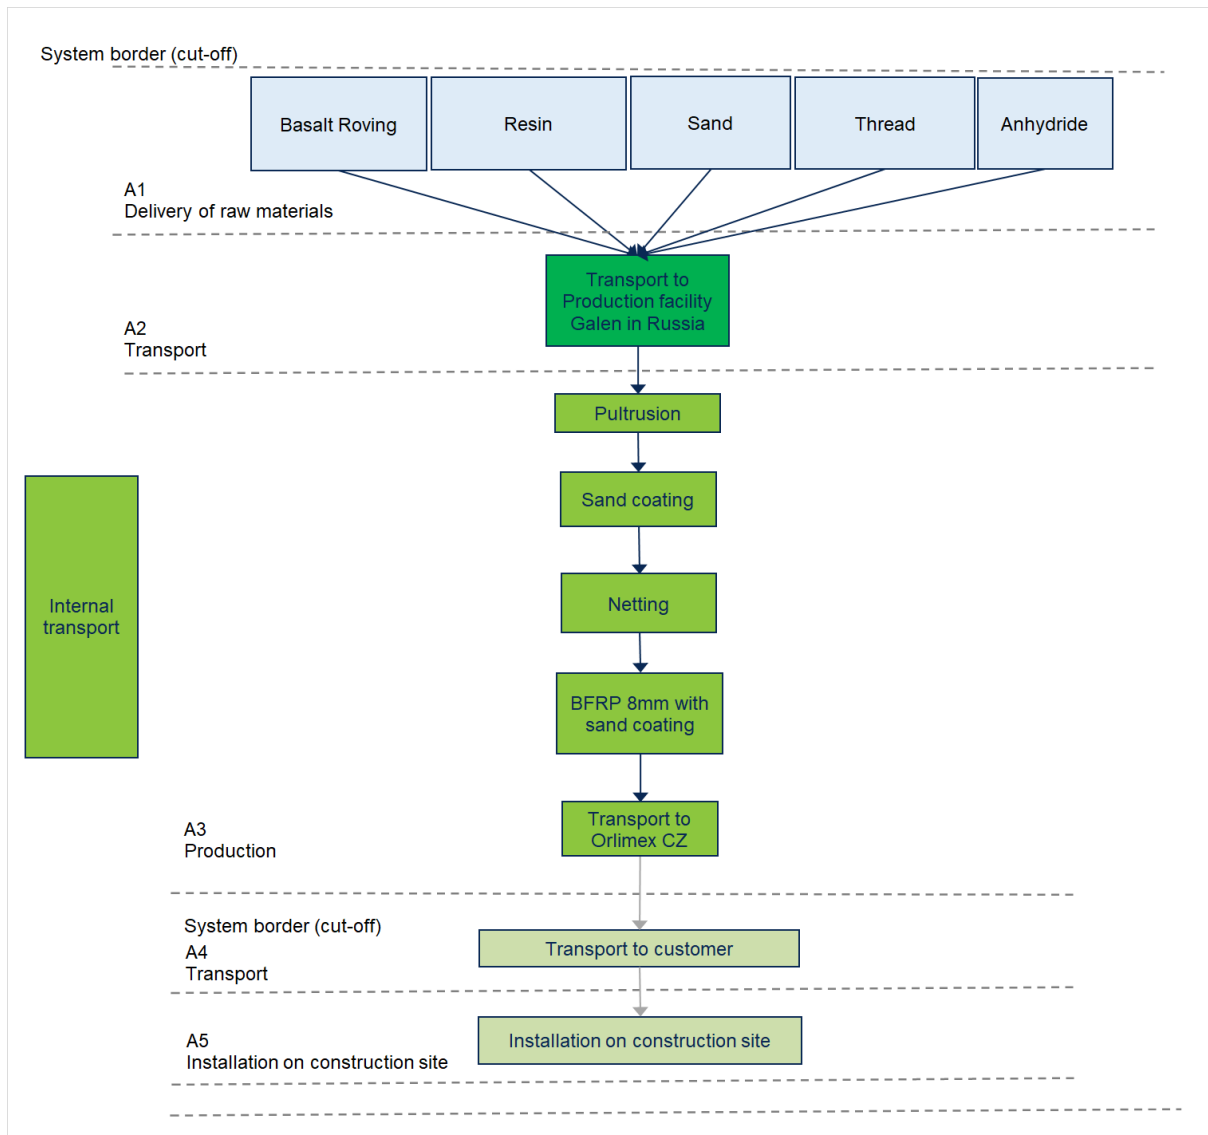 System border (cut-off)
Basalt Roving
Resin
Sand
Thread
Anhydride
A1
Delivery of raw materials
Transport to
Production facility
Galen in Russia
A2
Transport
Pultrusion
Sand coating
Internal
transport
Netting
BFRP 8mm with
sand coating
Transport to
Orlimex CZ
A3
Production
System border (cut-off)
A4
Transport
Transport to customer
A5
Installation on construction site
Installation on construction site